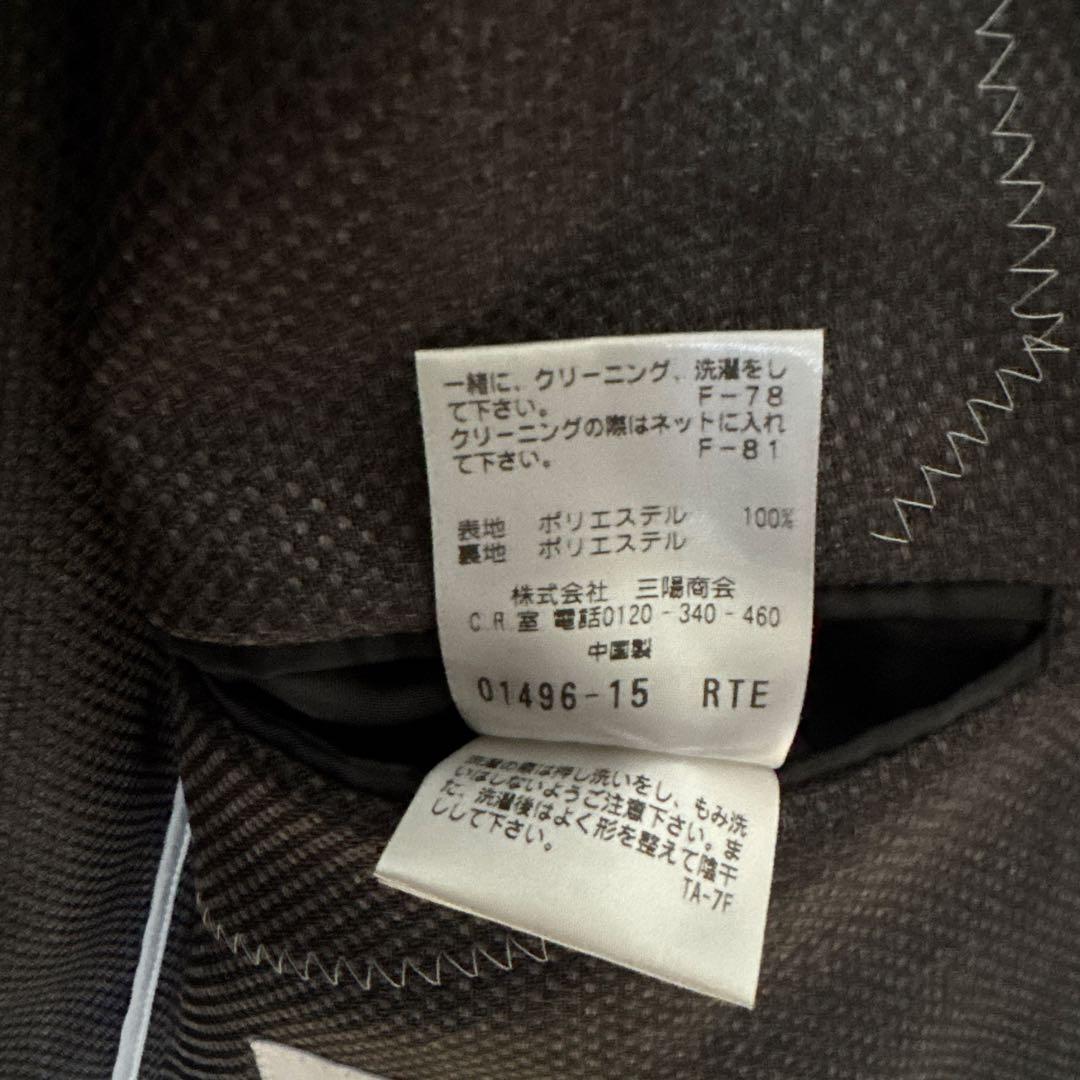 一緒に、クリーニング、洗濯をし
て下さい。 F-78
クリーニングの際はネットに入れ
て下さい。 F-81
表地 ポリエステル 100%
裏地 ポリエステル
株式会社 三陽商会
C.R.室 電話0120-340-460
中国製
01496-15 RTE
洗濯の際は押し洗いをし、もみ洗
いはしないようご注意下さい。ま
た、洗濯後はよく形を整えて陰干
しして下さい。
TA-7F